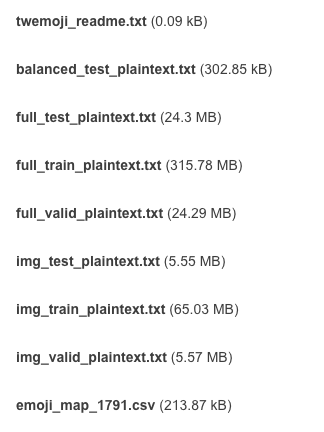 twemoji_readme.txt (0.09 kB)
balanced_test_plaintext.txt (302.85 kB)
full_test_plaintext.txt (24.3 MB)
full_train_plaintext.txt (315.78 MB)
full_valid_plaintext.txt (24.29 MB)
img_test_plaintext.txt (5.55 MB)
img_train_plaintext.txt (65.03 MB)
img_valid_plaintext.txt (5.57 MB)
emoji_map_1791.csv (213.87 kB)